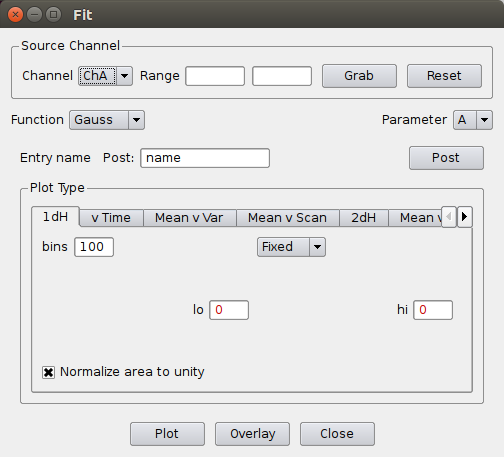 Fit
Source Channel
Channel ChA Range Grab Reset
Function Gauss Parameter A
Entry name Post: name Post
Plot Type
1dH v Time Mean v Var Mean v Scan 2dH Mean v
bins 100 Fixed
lo 0 hi 0
Normalize area to unity
Plot Overlay Close